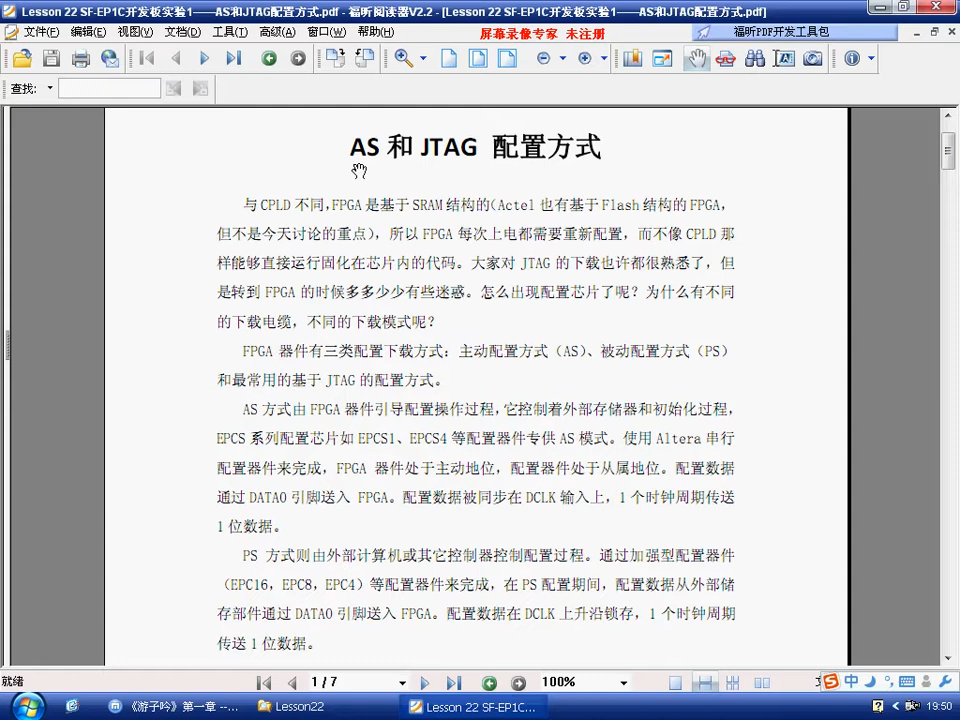 Lesson 22 SF-EP1C开发板实验1——AS和JTAG配置方式.pdf - 福昕阅读器V2.2 - [Lesson 22 SF-EP1C开发板实验1——AS和JTAG配置方式.pdf]
文件(F) 编辑(E) 视图(V) 文档(D) 工具(T) 高级(A) 窗口(W) 帮助(H) 屏幕录像专家 未注册 福昕PDF开发工具包
查找:
AS 和 JTAG 配置方式
与 CPLD 不同,FPGA 是基于 SRAM 结构的(Actel 也有基于 Flash 结构的 FPGA,
但不是今天讨论的重点)，所以 FPGA 每次上电都需要重新配置，而不像 CPLD 那
样能够直接运行固化在芯片内的代码。大家对 JTAG 的下载也许都很熟悉了，但
是转到 FPGA 的时候多多少少有些迷惑。怎么出现配置芯片了呢？为什么有不同
的下载电缆，不同的下载模式呢？
FPGA 器件有三类配置下载方式：主动配置方式（AS）、被动配置方式（PS）
和最常用的基于 JTAG 的配置方式。
AS 方式由 FPGA 器件引导配置操作过程，它控制着外部存储器和初始化过程，
EPCS 系列配置芯片如 EPCS1、EPCS4 等配置器件专供 AS 模式。使用 Altera 串行
配置器件来完成，FPGA 器件处于主动地位，配置器件处于从属地位。配置数据
通过 DATA0 引脚送入 FPGA。配置数据被同步在 DCLK 输入上，1 个时钟周期传送
1 位数据。
PS 方式则由外部计算机或其它控制器控制配置过程。通过加强型配置器件
（EPC16，EPC8，EPC4）等配置器件来完成，在 PS 配置期间，配置数据从外部储
存部件通过 DATA0 引脚送入 FPGA。配置数据在 DCLK 上升沿锁存，1 个时钟周期
传送 1 位数据。
就绪 1 / 7 100% 中
《游子吟》第一章 -... Lesson22 Lesson 22 SF-EP1C... 19:50